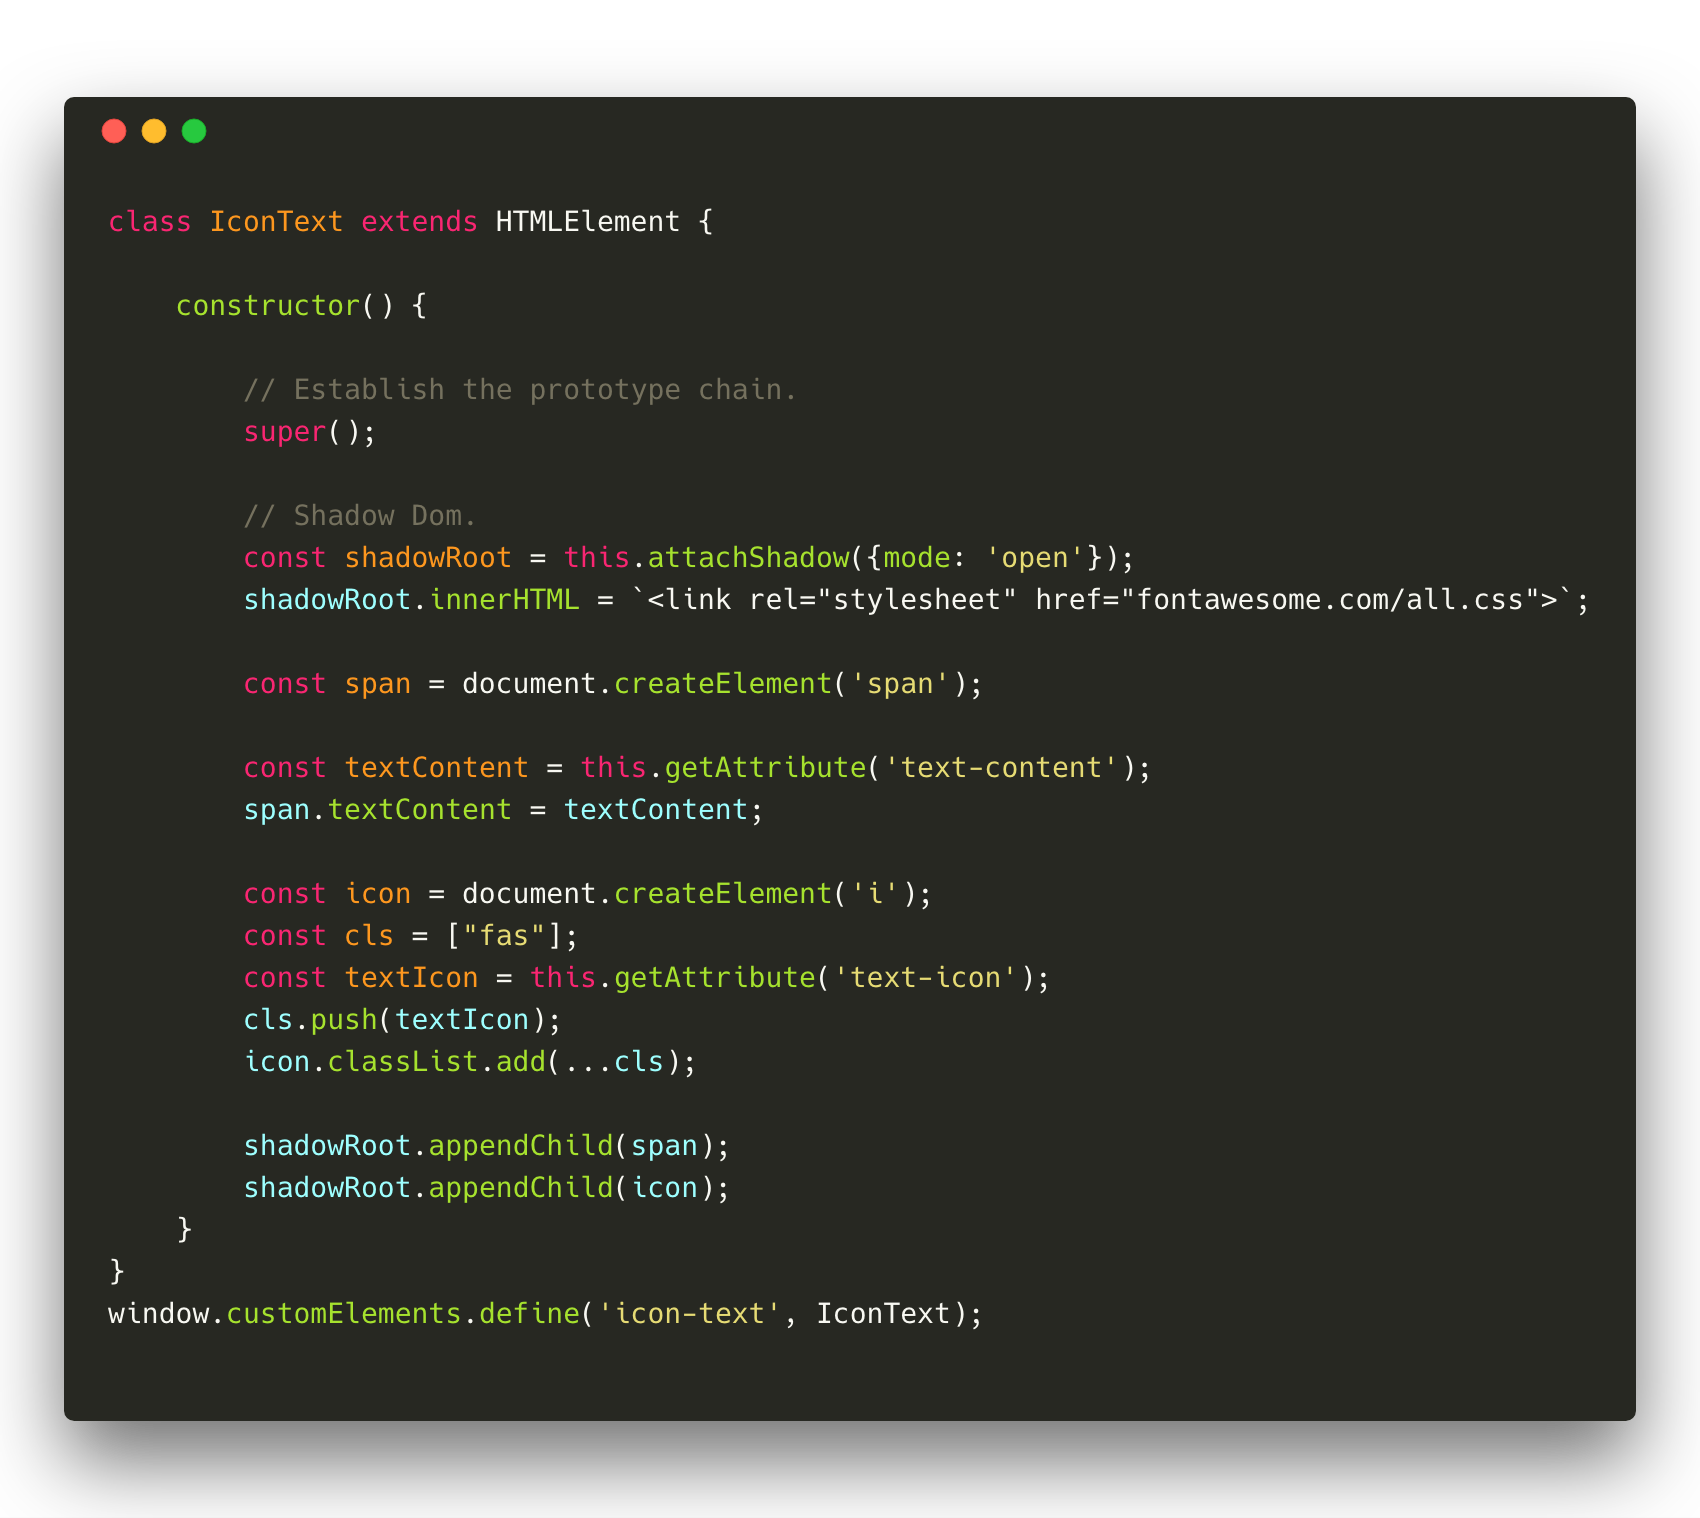 class IconText extends HTMLElement {
constructor() {
// Establish the prototype chain.
super();
// Shadow Dom.
const shadowRoot = this.attachShadow({mode: 'open'});
shadowRoot.innerHTML = `<link rel="stylesheet" href="fontawesome.com/all.css">`;
const span = document.createElement('span');
const textContent = this.getAttribute('text-content');
span.textContent = textContent;
const icon = document.createElement('i');
const cls = ["fas"];
const textIcon = this.getAttribute('text-icon');
cls.push(textIcon);
icon.classList.add(...cls);
shadowRoot.appendChild(span);
shadowRoot.appendChild(icon);
}
}
window.customElements.define('icon-text', IconText);